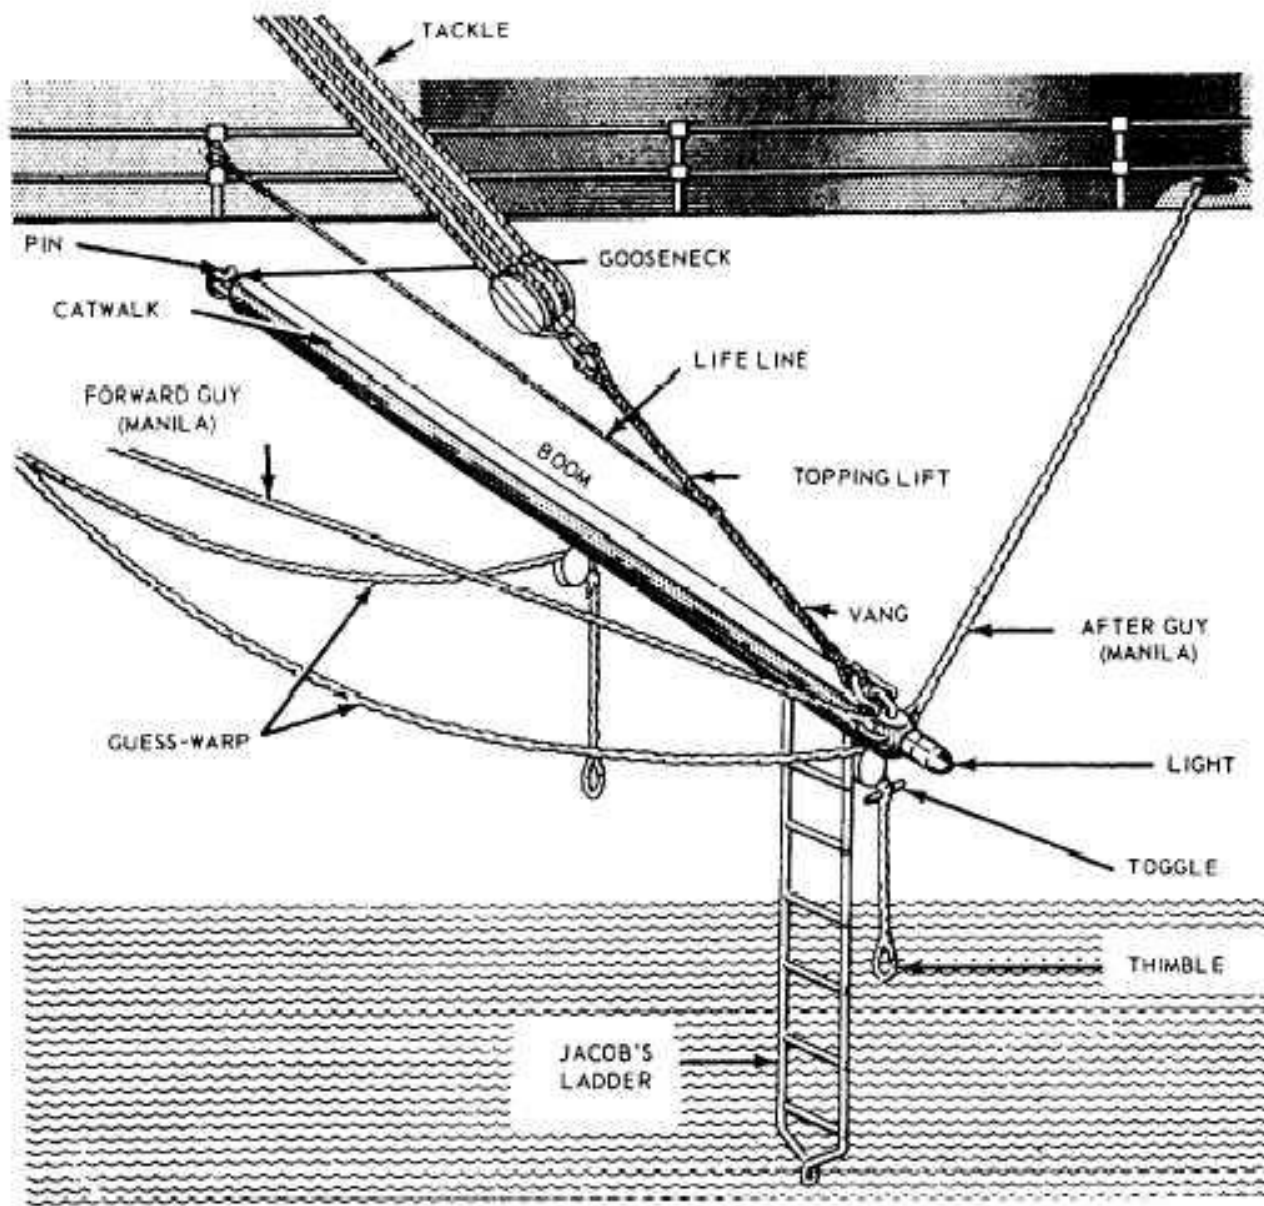 TACKLE
PIN
GOOSENECK
CATWALK
LIFE LINE
FORWARD GUY
(MANILA)
BOOM
TOPPING LIFT
VANG
AFTER GUY
(MANILA)
GUESS-WARP
LIGHT
TOGGLE
THIMBLE
JACOB'S
LADDER